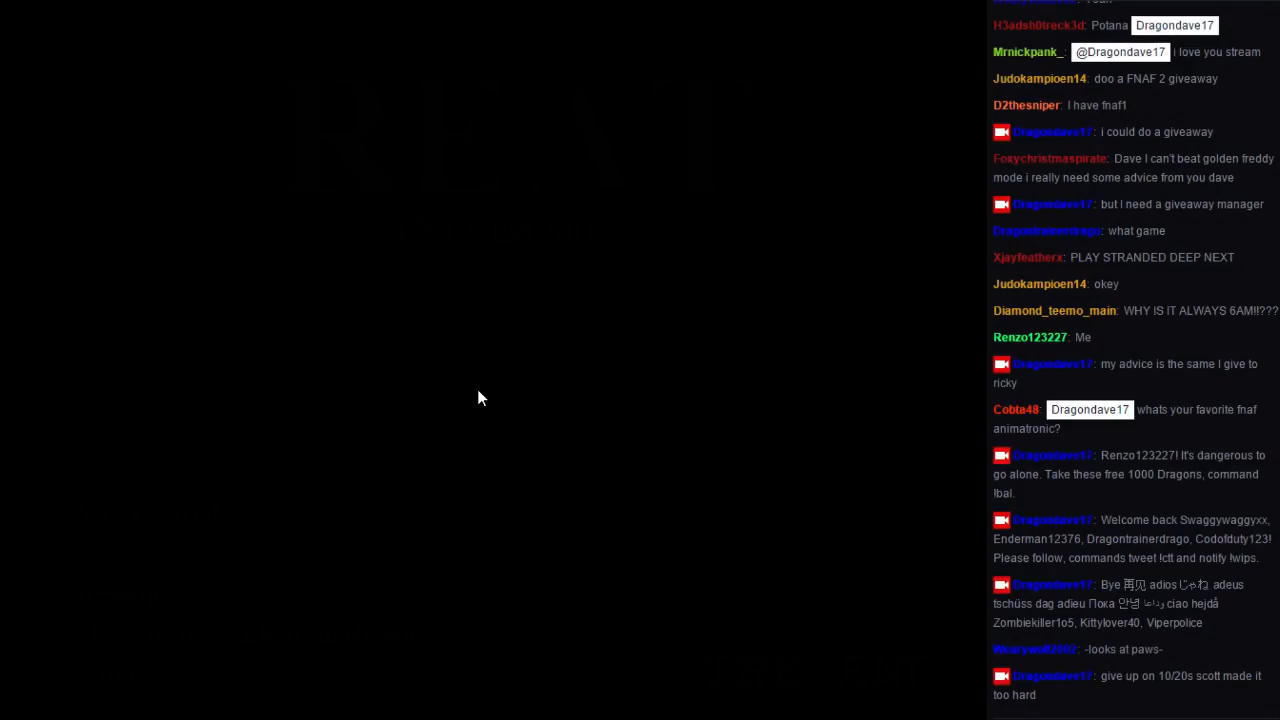 H3adsh0treck3d: Potana Dragondave17
Mrnickpank_: @Dragondave17 i love you stream
Judokampioen14: doo a FNAF 2 giveaway
D2thesniper: I have fnaf1
Dragondave17: i could do a giveaway
Foxychristmaspirate: Dave I can't beat golden freddy
mode i really need some advice from you dave
Dragondave17: but I need a giveaway manager
Dragontrainerdrago: what game
Xjayfeatherx: PLAY STRANDED DEEP NEXT
Judokampioen14: okey
Diamond_teemo_main: WHY IS IT ALWAYS 6AM!!???
Renzo123227: Me
Dragondave17: my advice is the same I give to
ricky
Cobta48: Dragondave17 whats your favorite fnaf
animatronic?
Dragondave17: Renzo123227! It's dangerous to
go alone. Take these free 1000 Dragons, command
!bal.
Dragondave17: Welcome back Swaggywaggyxx,
Enderman12376, Dragontrainerdrago, Codofduty123!
Please follow, commands tweet !ctt and notify !wips.
Dragondave17: Bye 再见 adios じゃね adeus
tschüss dag adieu Пока 안녕 وداعا ciao hejdå
Zombiekiller1o5, Kittylover40, Viperpolice
Wearywolf2002: -looks at paws-
Dragondave17: give up on 10/20s scott made it
too hard